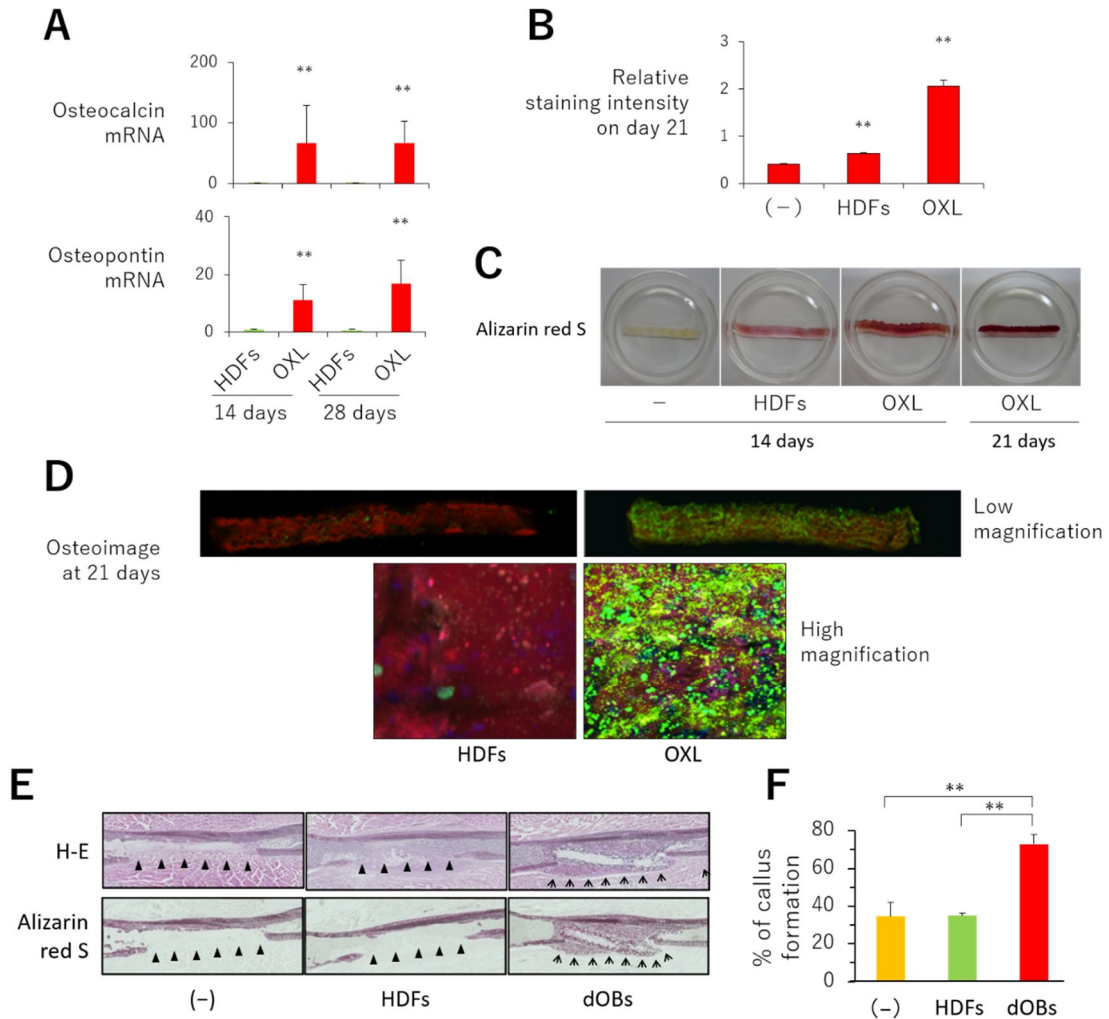 A
200
100
0
Osteocalcin
mRNA
**
**
40
20
0
Osteopontin
mRNA
**
**
HDFs
OXL
HDFs
OXL
14 days
28 days
B
Relative
staining intensity
on day 21
3
2
1
0
**
**
(−)
HDFs
OXL
C
Alizarin red S
−
HDFs
OXL
OXL
14 days
21 days
D
Osteoimage
at 21 days
Low
magnification
High
magnification
HDFs
OXL
E
H-E
Alizarin
red S
(−)
HDFs
dOBs
F
**
**
% of callus
formation
80
60
40
20
0
(−)
HDFs
dOBs